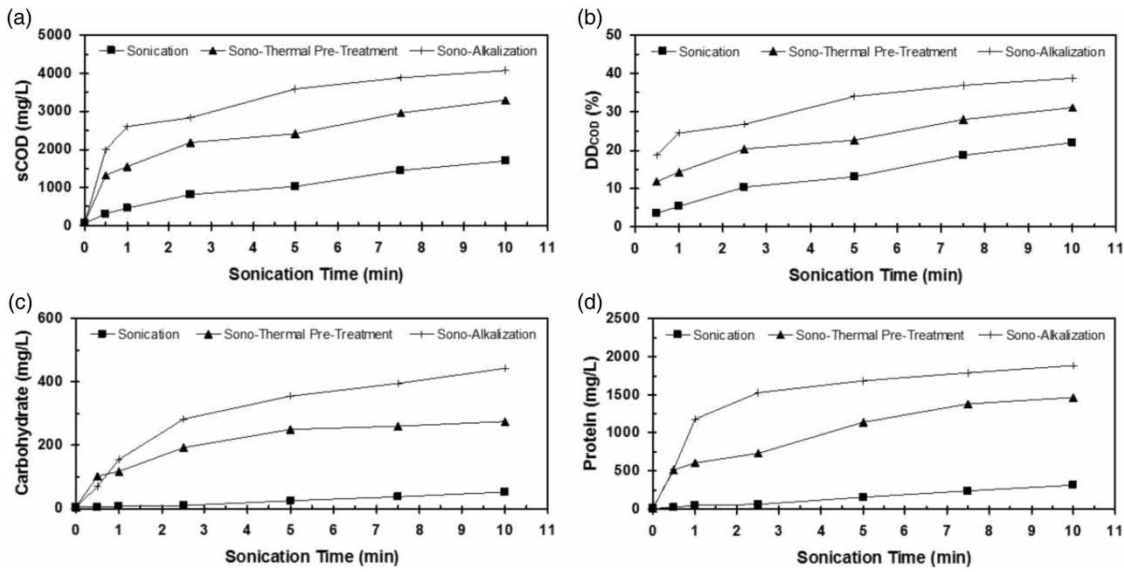 (a)
5000
4000
3000
2000
1000
0
sCOD (mg/L)
Sonication Sono-Thermal Pre-Treatment Sono-Alkalization
0 1 2 3 4 5 6 7 8 9 10 11
Sonication Time (min)
(b)
50
40
30
20
10
0
DDCOD (%)
Sonication Sono-Thermal Pre-Treatment Sono-Alkalization
0 1 2 3 4 5 6 7 8 9 10 11
Sonication Time (min)
(c)
600
400
200
0
Carbohydrate (mg/L)
Sonication Sono-Thermal Pre-Treatment Sono-Alkalization
0 1 2 3 4 5 6 7 8 9 10 11
Sonication Time (min)
(d)
2500
2000
1500
1000
500
0
Protein (mg/L)
Sonication Sono-Thermal Pre-Treatment Sono-Alkalization
0 1 2 3 4 5 6 7 8 9 10 11
Sonication Time (min)